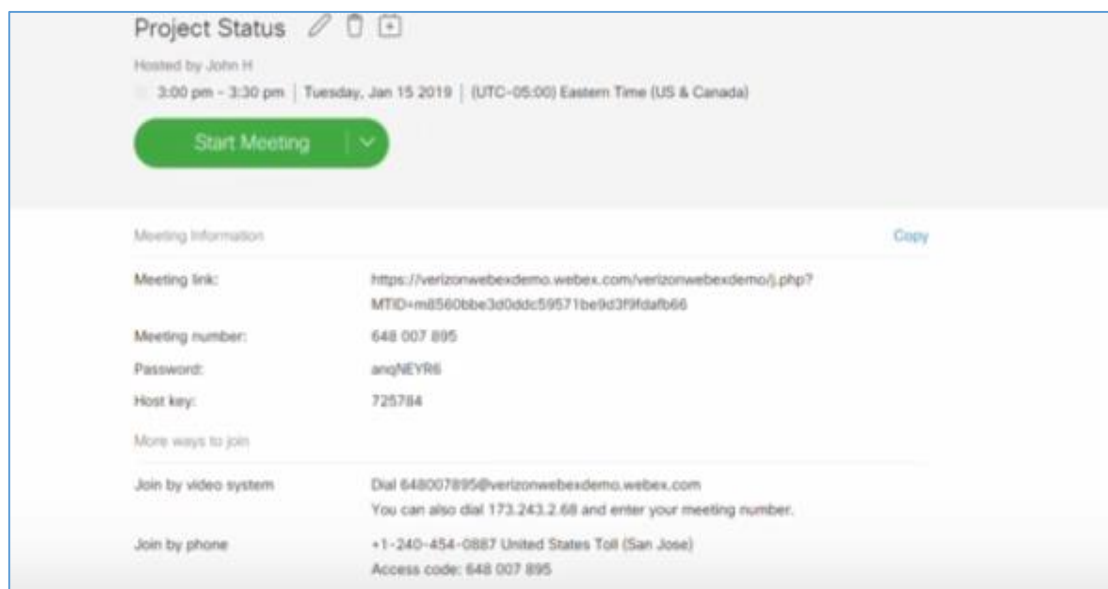 Project Status
Hosted by John H
3:00 pm - 3:30 pm | Tuesday, Jan 15 2019 | (UTC-05:00) Eastern Time (US & Canada)
Start Meeting
Meeting Information
Copy
Meeting link:
https://verizonwebexdemo.webex.com/verizonwebexdemo/j.php?
MTID=m8560bbe3d0ddc59571be9d3f9fdafb66
Meeting number:
648 007 895
Password:
anqNEYR6
Host key:
725784
More ways to join
Join by video system
Dial 648007895@verizonwebexdemo.webex.com
You can also dial 173.243.2.68 and enter your meeting number.
Join by phone
+1-240-454-0887 United States Toll (San Jose)
Access code: 648 007 895